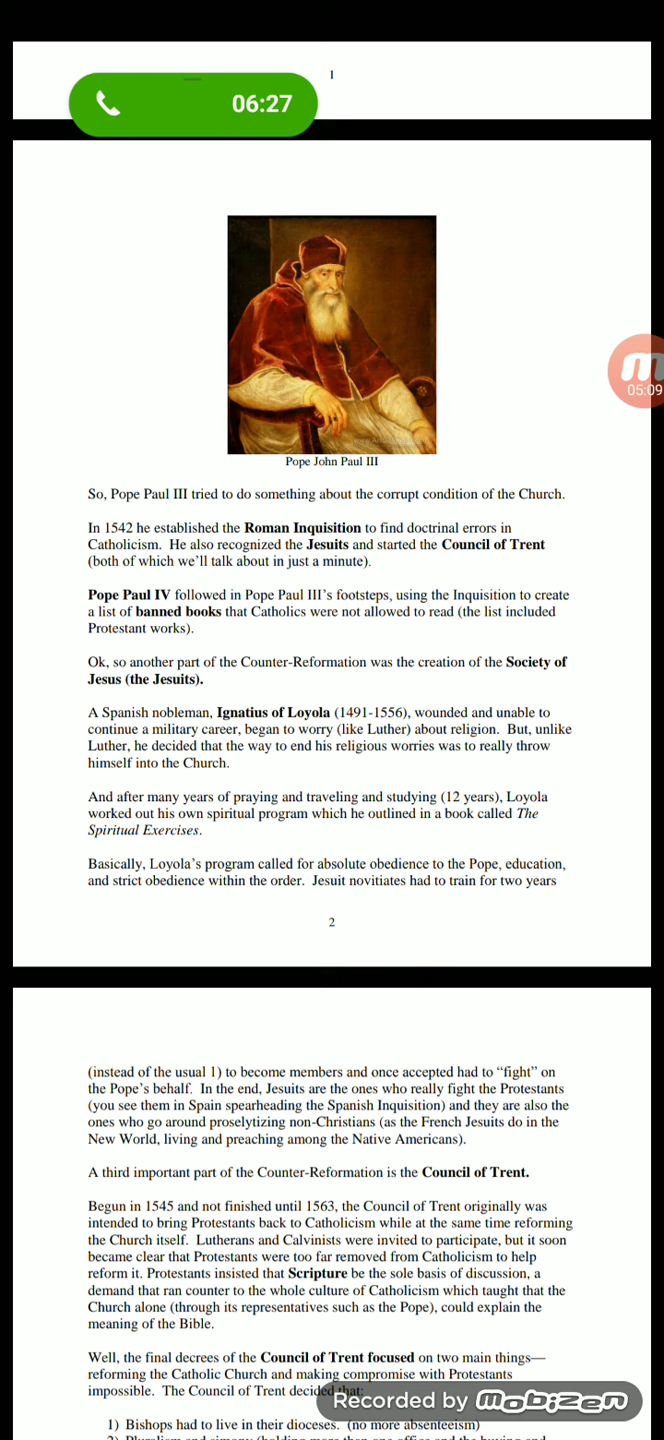 1
06:27
05:09
Pope John Paul III
So, Pope Paul III tried to do something about the corrupt condition of the Church.
In 1542 he established the Roman Inquisition to find doctrinal errors in
Catholicism. He also recognized the Jesuits and started the Council of Trent
(both of which we'll talk about in just a minute).
Pope Paul IV followed in Pope Paul III's footsteps, using the Inquisition to create
a list of banned books that Catholics were not allowed to read (the list included
Protestant works).
Ok, so another part of the Counter-Reformation was the creation of the Society of
Jesus (the Jesuits).
A Spanish nobleman, Ignatius of Loyola (1491-1556), wounded and unable to
continue a military career, began to worry (like Luther) about religion. But, unlike
Luther, he decided that the way to end his religious worries was to really throw
himself into the Church.
And after many years of praying and traveling and studying (12 years), Loyola
worked out his own spiritual program which he outlined in a book called The
Spiritual Exercises.
Basically, Loyola's program called for absolute obedience to the Pope, education,
and strict obedience within the order. Jesuit novitiates had to train for two years
2
(instead of the usual 1) to become members and once accepted had to “fight” on
the Pope's behalf. In the end, Jesuits are the ones who really fight the Protestants
(you see them in Spain spearheading the Spanish Inquisition) and they are also the
ones who go around proselytizing non-Christians (as the French Jesuits do in the
New World, living and preaching among the Native Americans).
A third important part of the Counter-Reformation is the Council of Trent.
Begun in 1545 and not finished until 1563, the Council of Trent originally was
intended to bring Protestants back to Catholicism while at the same time reforming
the Church itself. Lutherans and Calvinists were invited to participate, but it soon
became clear that Protestants were too far removed from Catholicism to help
reform it. Protestants insisted that Scripture be the sole basis of discussion, a
demand that ran counter to the whole culture of Catholicism which taught that the
Church alone (through its representatives such as the Pope), could explain the
meaning of the Bible.
Well, the final decrees of the Council of Trent focused on two main things—
reforming the Catholic Church and making compromise with Protestants
impossible. The Council of Trent decided that:
Recorded by mobizen
1) Bishops had to live in their dioceses. (no more absenteeism)
2) Pluralism and simony (holding more than one office and the buying and